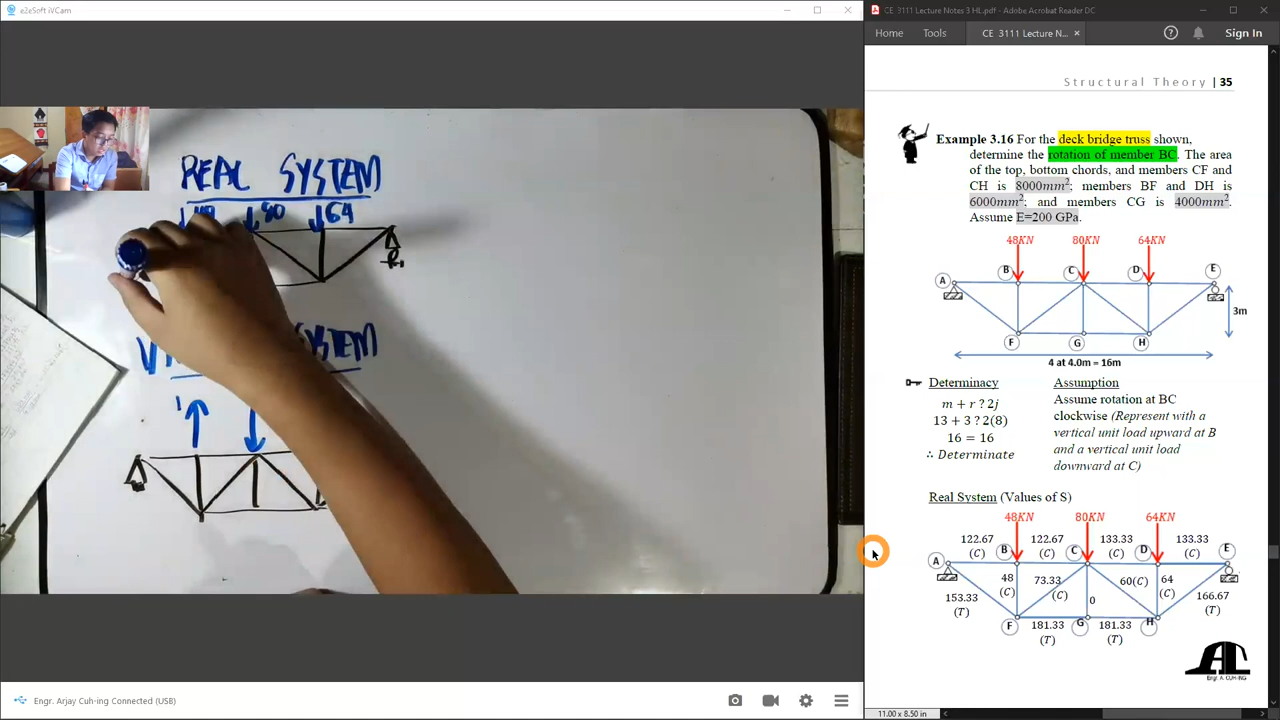 e2eSoft iVCam
CE 3111 Lecture Notes 3 HL.pdf - Adobe Acrobat Reader DC
Home Tools CE 3111 Lecture N... × Sign In
Structural Theory | 35
REAL SYSTEM
80 64
SYSTEM
1
Example 3.16 For the deck bridge truss shown,
determine the rotation of member BC. The area
of the top, bottom chords, and members CF and
CH is 8000mm²; members BF and DH is
6000mm²; and members CG is 4000mm².
Assume E=200 GPa.
48KN 80KN 64KN
A B C D E
3m
F G H
4 at 4.0m = 16m
Determinacy
m + r ? 2j
13 + 3 ? 2(8)
16 = 16
∴ Determinate
Assumption
Assume rotation at BC
clockwise (Represent with a
vertical unit load upward at B
and a vertical unit load
downward at C)
Real System (Values of S)
48KN 80KN 64KN
122.67 (C) 122.67 (C) 133.33 (C) 133.33 (C)
A B C D E
48 (C) 73.33 (C) 60(C) 64 (C)
153.33 (T) 0 166.67 (T)
F G H
181.33 (T) 181.33 (T)
Engr. A. CUH-ING
Engr. Arjay Cuh-ing Connected (USB)
11.00 x 8.50 in